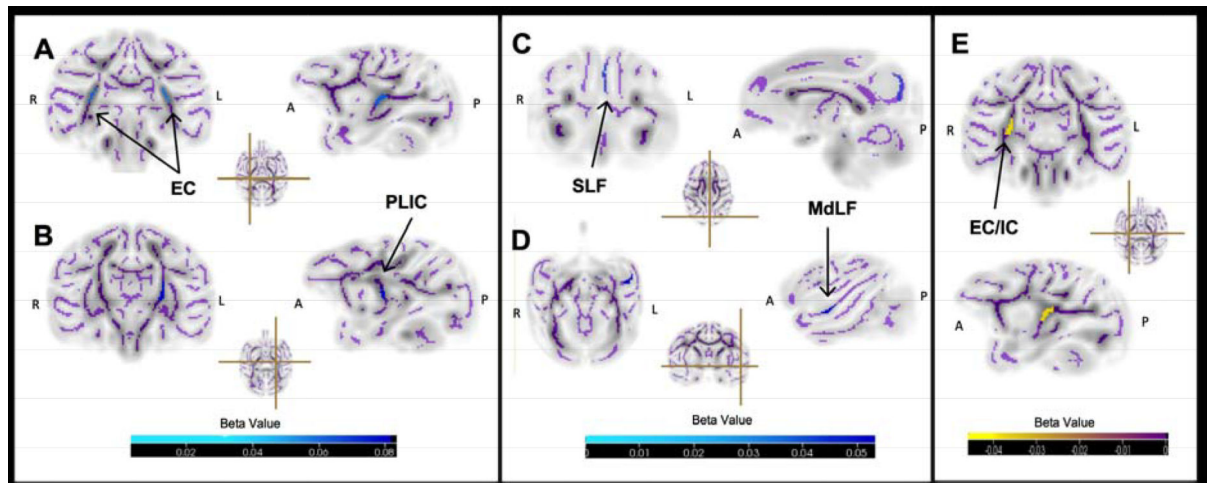 A
R
L
A
P
EC
B
PLIC
R
L
A
P
Beta Value
0.02 0.04 0.06 0.08
C
R
L
A
P
SLF
D
MdLF
R
L
A
P
Beta Value
0 0.01 0.02 0.03 0.04 0.05
E
R
L
EC/IC
A
P
Beta Value
-0.04 -0.03 -0.02 -0.01 0